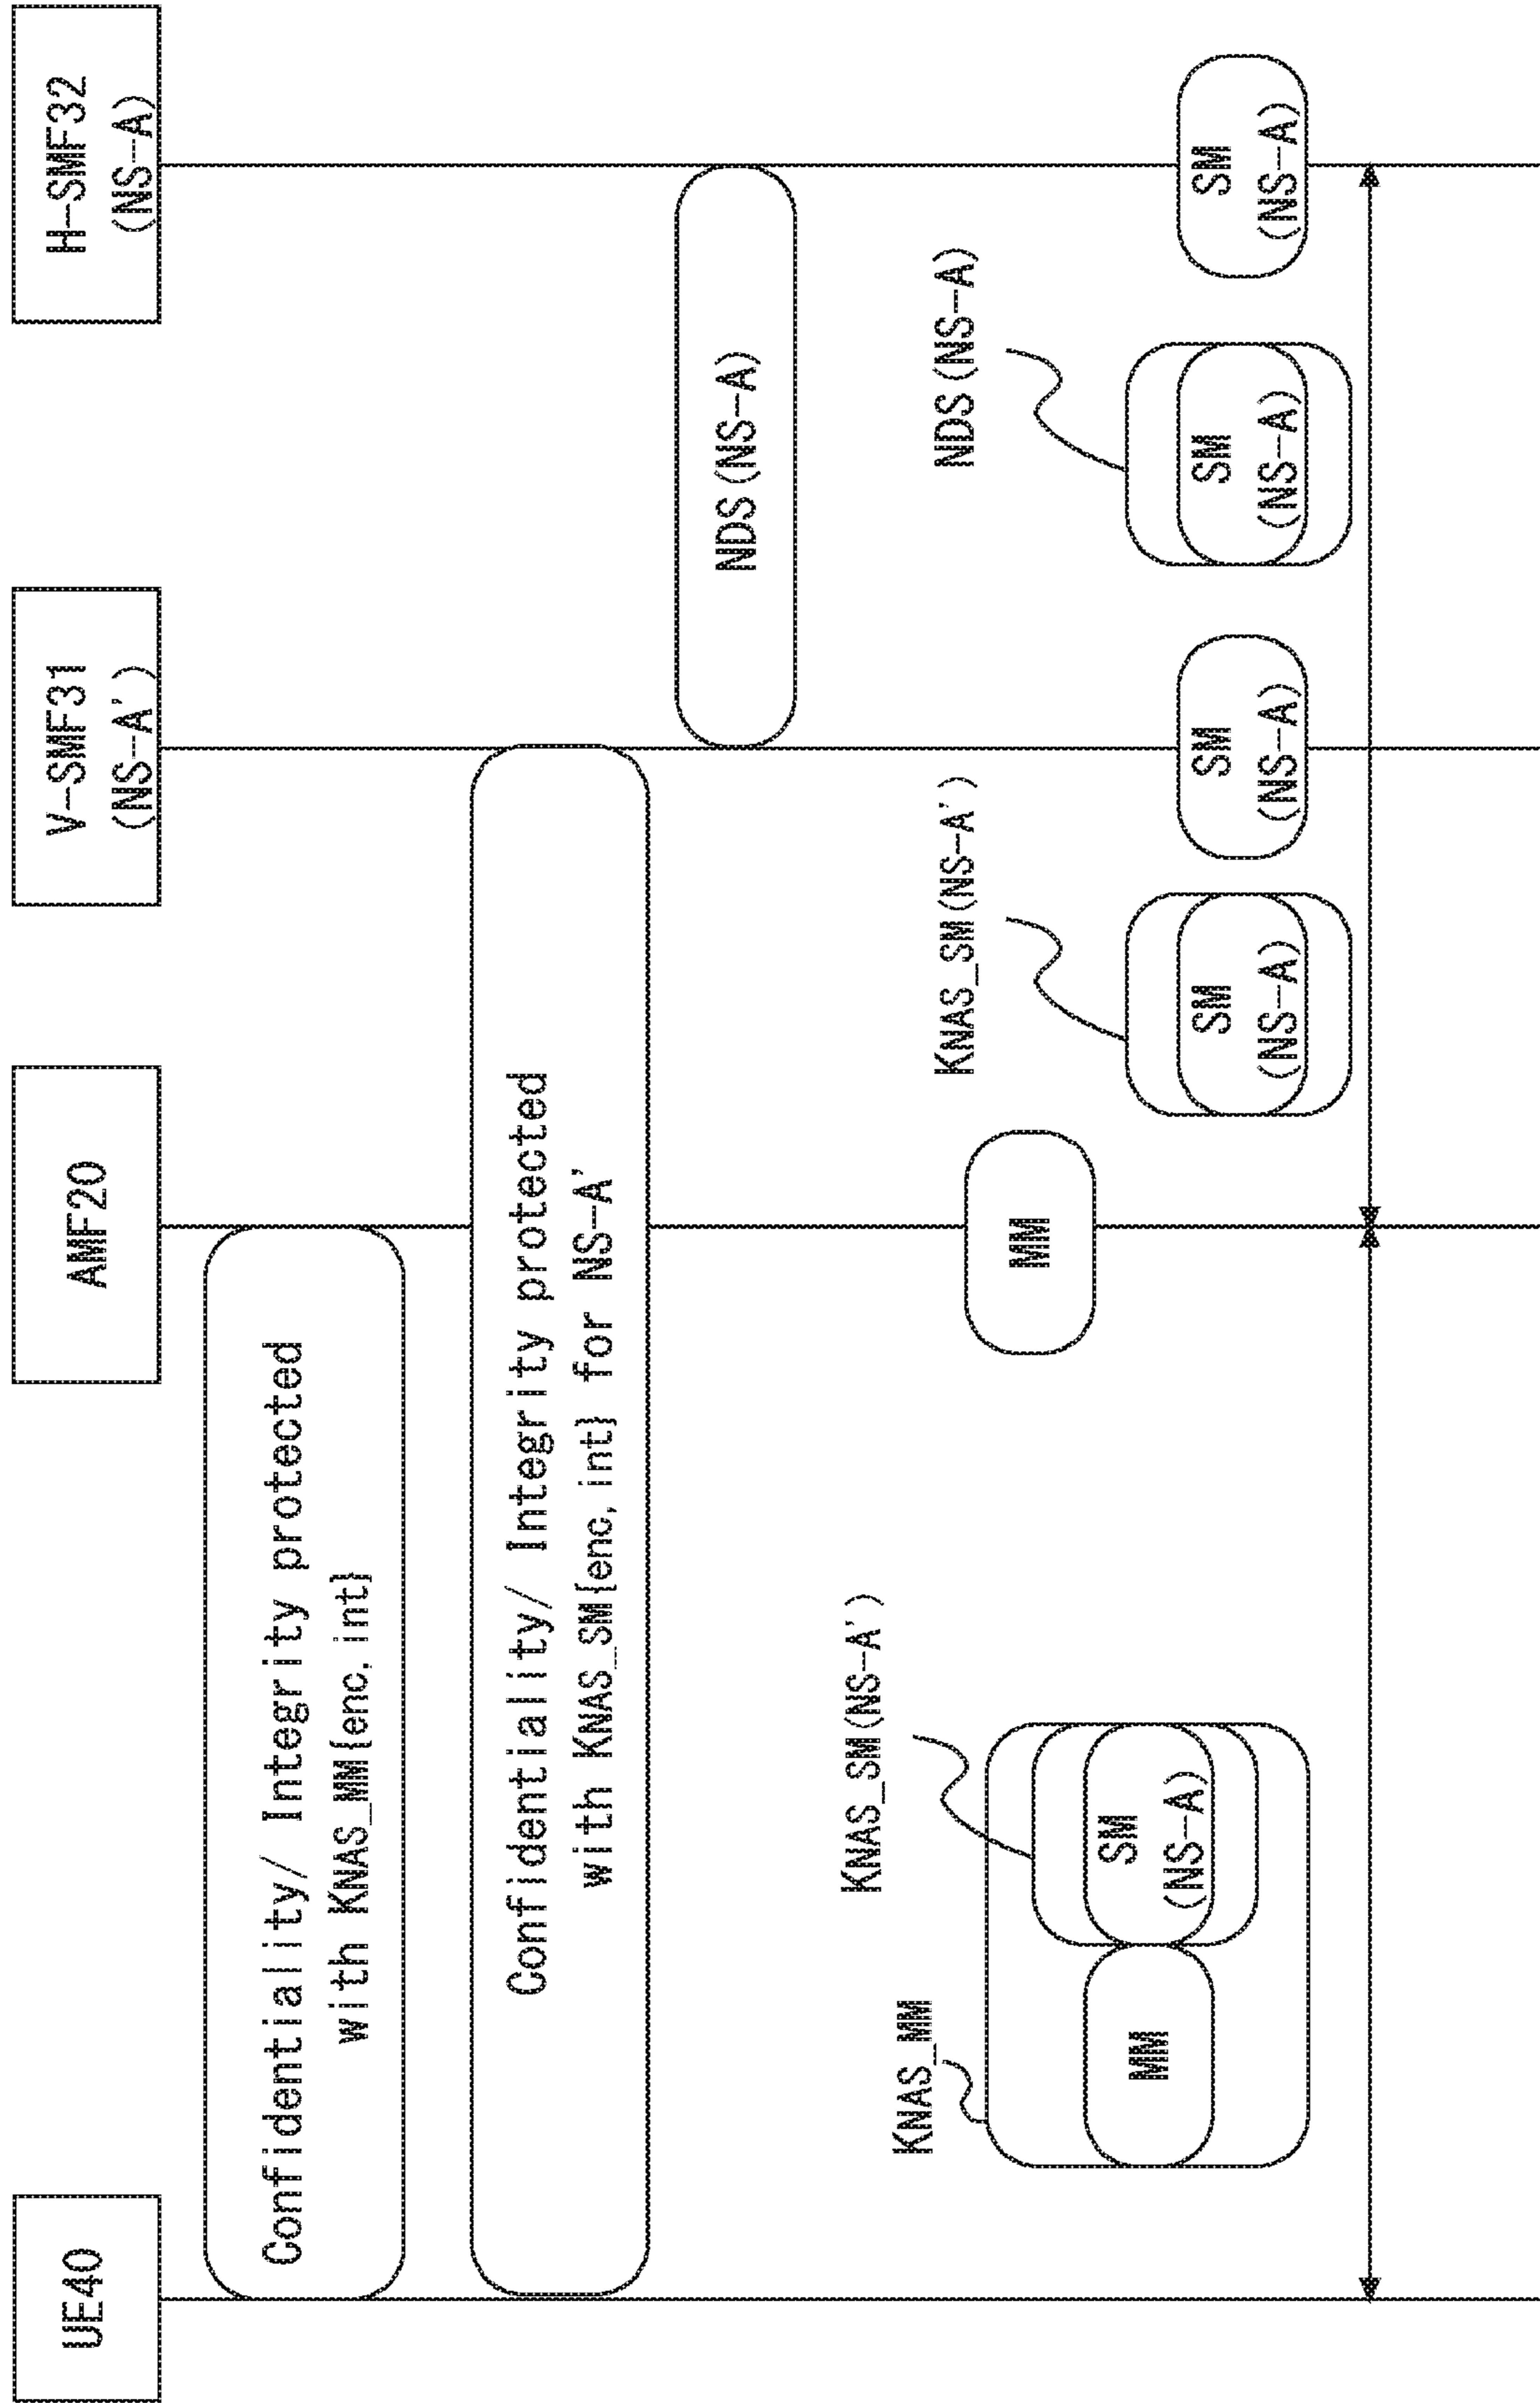 UE40
AMF20
V-SMF31
(NS-A')
H-SMF32
(NS-A)
Confidentiality/ Integrity protected
with KNAS_MM{enc, int}
Confidentiality/ Integrity protected
with KNAS_SM{enc, int} for NS-A'
NDS (NS-A)
KNAS_MM
KNAS_SM(NS-A')
MM
SM
(NS-A)
MM
KNAS_SM(NS-A')
SM
(NS-A)
SM
(NS-A)
NDS (NS-A)
SM
(NS-A)
SM
(NS-A)